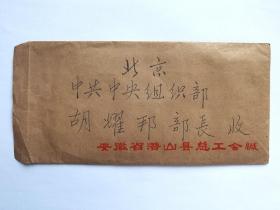 北京
中共中央组织部
胡耀邦部長收
安徽省潜山县总工会缄